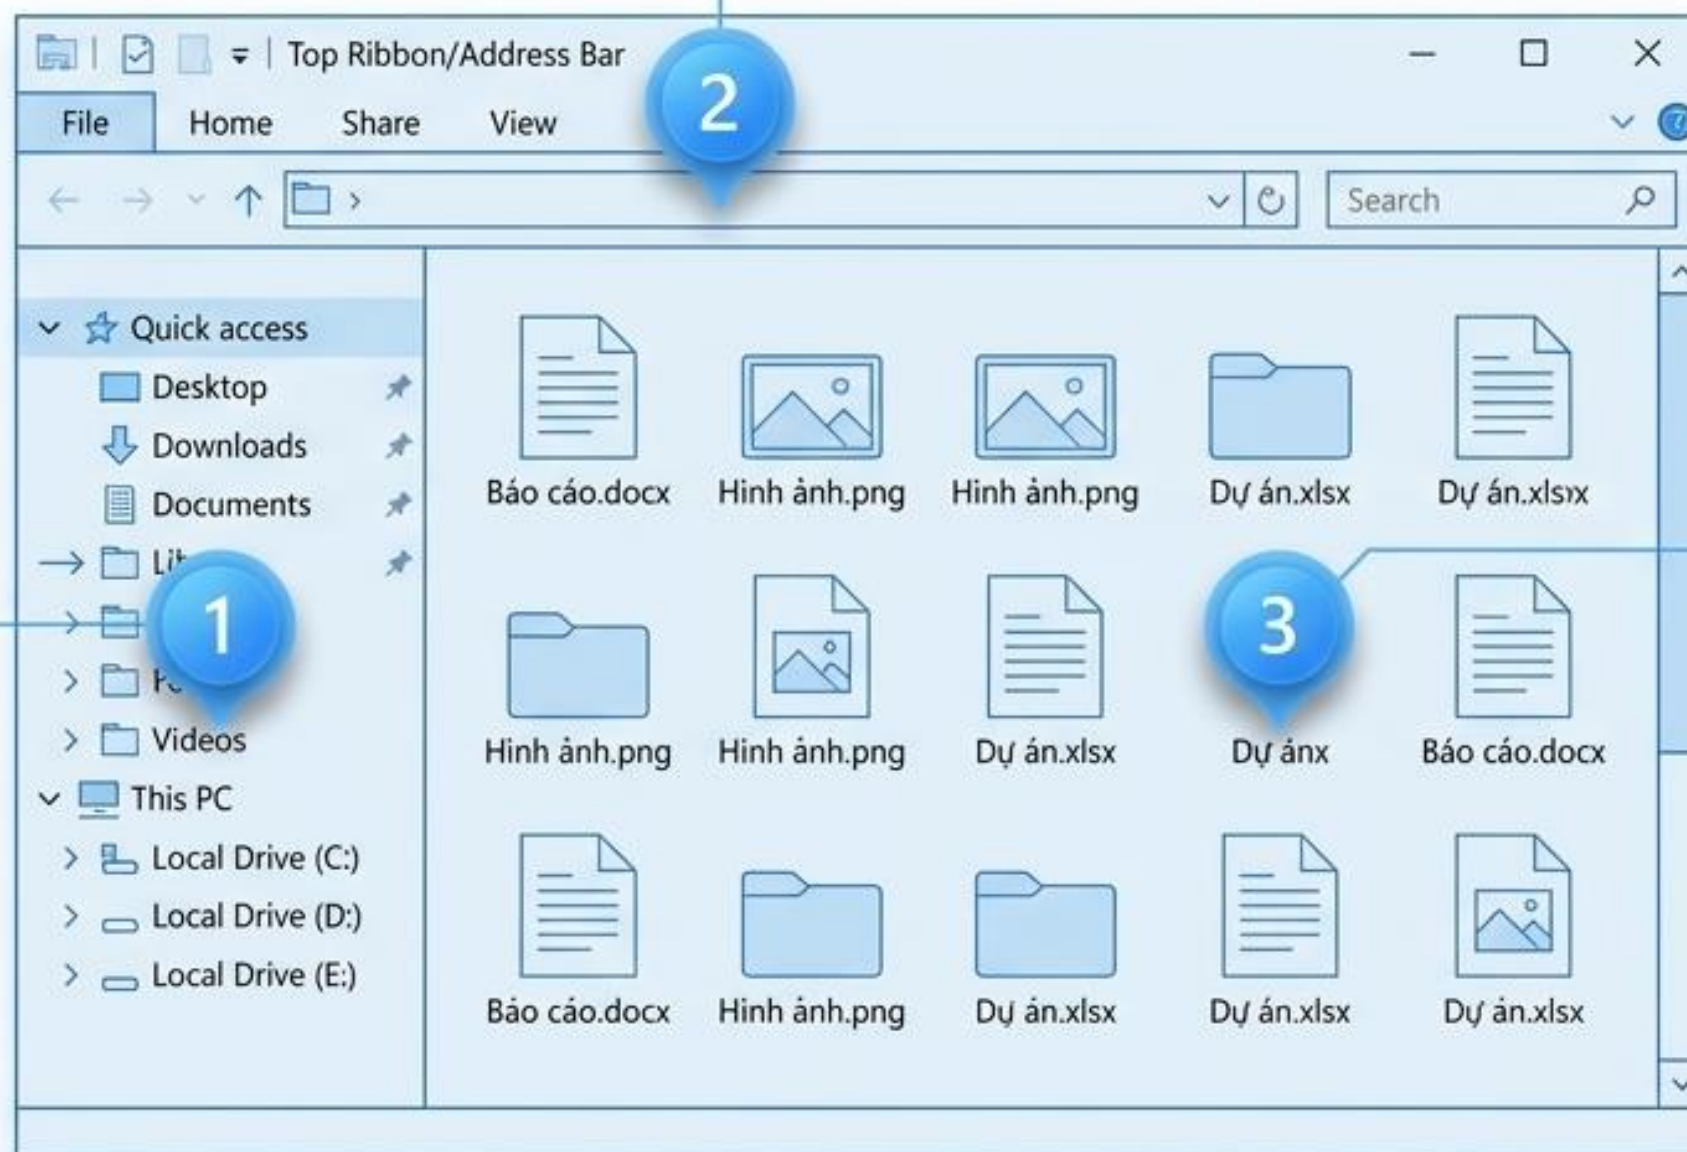 Top Ribbon/Address Bar
2
File Home Share View
?
Search
Quick access
Desktop
Downloads
Documents
1
Videos
This PC
Local Drive (C:)
Local Drive (D:)
Local Drive (E:)
Báo cáo.docx Hình ảnh.png Hình ảnh.png Dự án.xlsx Dự án.xlsyx
3
Hình ảnh.png Hình ảnh.png Dự án.xlsx Dự ánx Báo cáo.docx
Báo cáo.docx Hình ảnh.png Dự án.xlsx Dự án.xlsx Dự án.xlsx